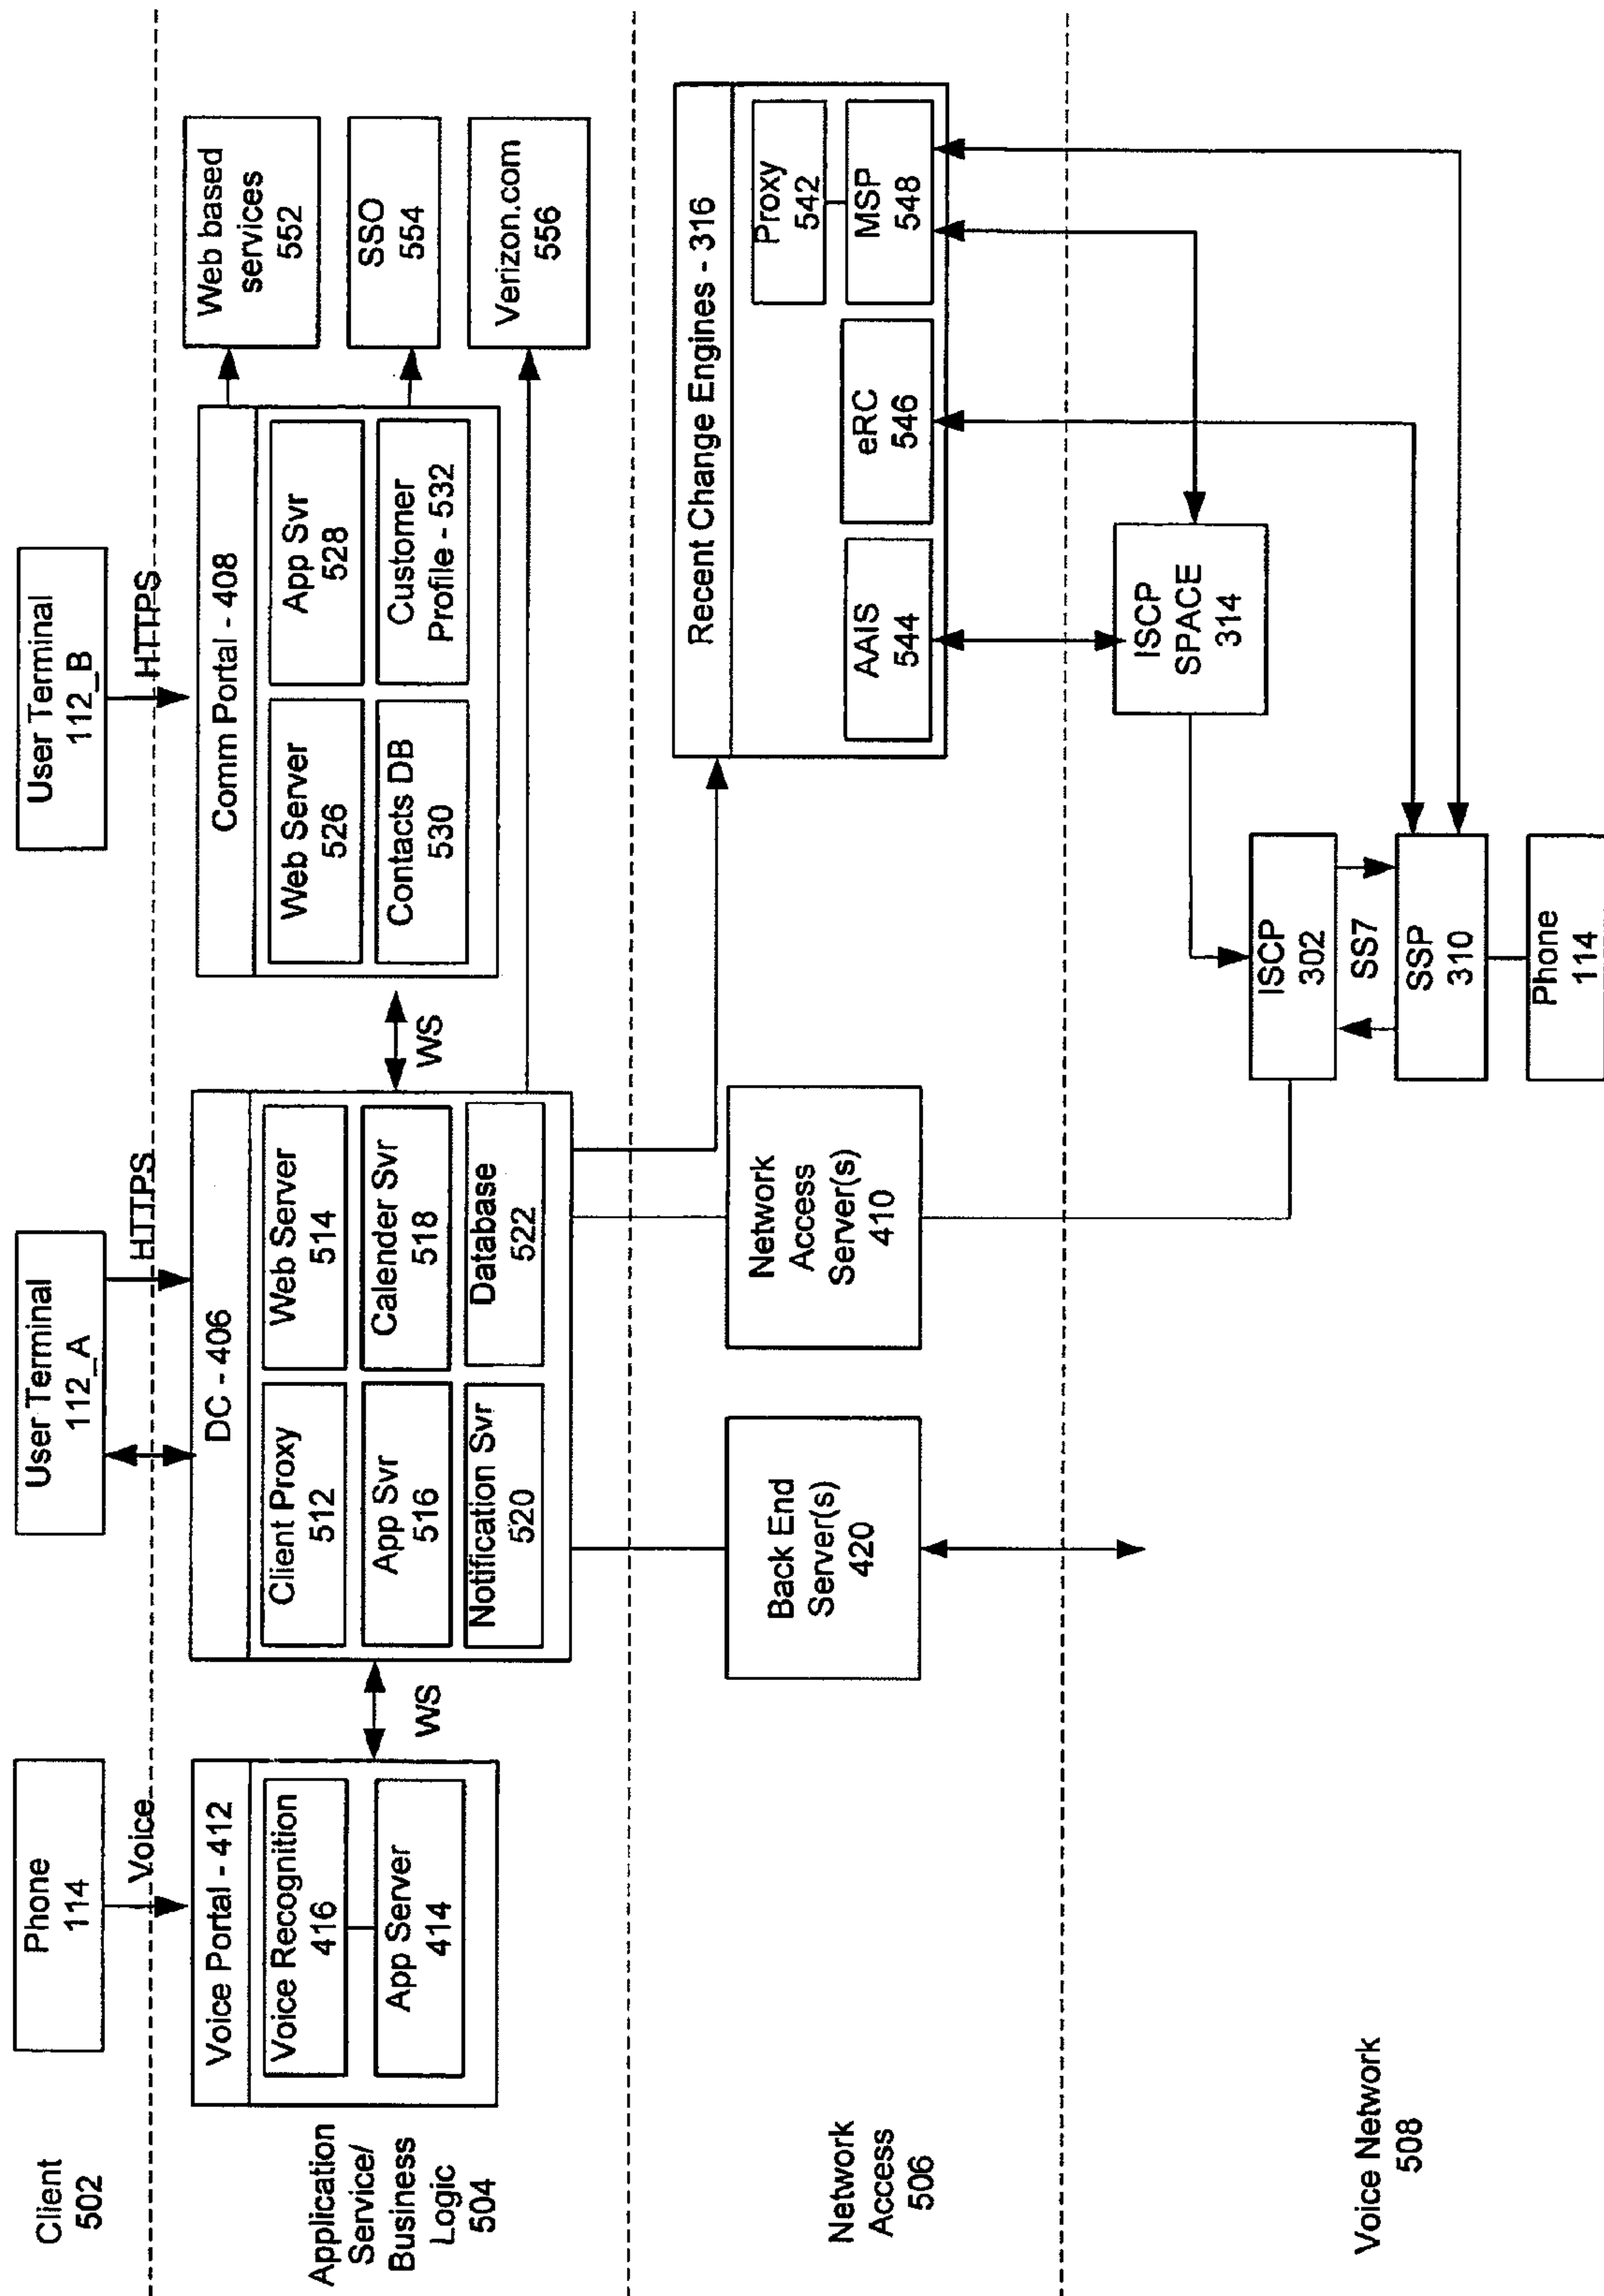 Client
502
Phone
114
User Terminal
112_A
User Terminal
112_B
Voice
HTTPS
HTTPS
Application
Service/
Business
Logic
504
Voice Portal - 412
Voice Recognition
416
App Server
414
WS
DC - 406
Client Proxy
512
Web Server
514
App Svr
516
Calender Svr
518
Notification Svr
520
Database
522
WS
Comm Portal - 408
Web Server
526
App Svr
528
Contacts DB
530
Customer
Profile - 532
Web based
services
552
SSO
554
Verizon.com
556
Network
Access
506
Back End
Server(s)
420
Network
Access
Server(s)
410
Recent Change Engines - 316
Proxy
542
AAIS
544
eRC
546
MSP
548
Voice Network
508
ISCP
SPACE
314
ISCP
302
SS7
SSP
310
Phone
114